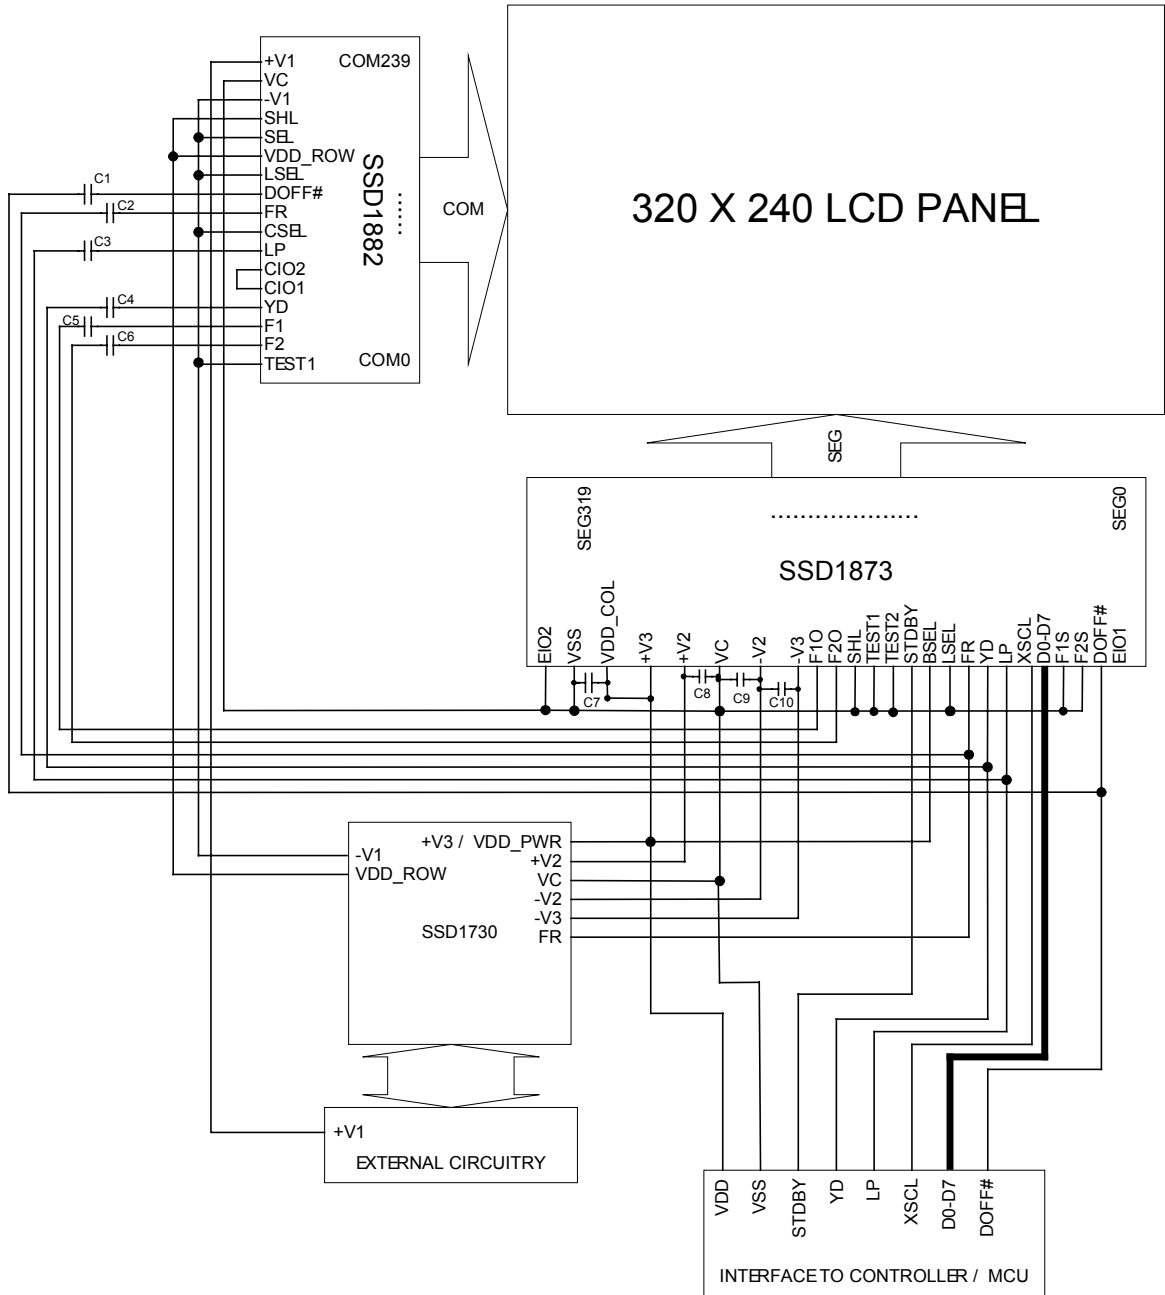 +V1
VC
-V1
SHL
SEL
VDD_ROW
LSEL
DOFF#
FR
CSEL
LP
CIO2
CIO1
YD
F1
F2
TEST1
COM239
SSD1882
......
COM0
C1
C2
C3
C4
C5
C6
COM
320 X 240 LCD PANEL
SEG
SEG319
....................
SEG0
SSD1873
EIO2
VSS
VDD_COL
+V3
+V2
VC
-V2
-V3
F1O
F2O
SHL
TEST1
TEST2
STDBY
BSEL
LSEL
FR
YD
LP
XSCL
D0-D7
F1S
F2S
DOFF#
EIO1
C7
C8
C9
C10
-V1
VDD_ROW
+V3 / VDD_PWR
+V2
VC
-V2
-V3
FR
SSD1730
+V1
EXTERNAL CIRCUITRY
VDD
VSS
STDBY
YD
LP
XSCL
D0-D7
DOFF#
INTERFACE TO CONTROLLER / MCU